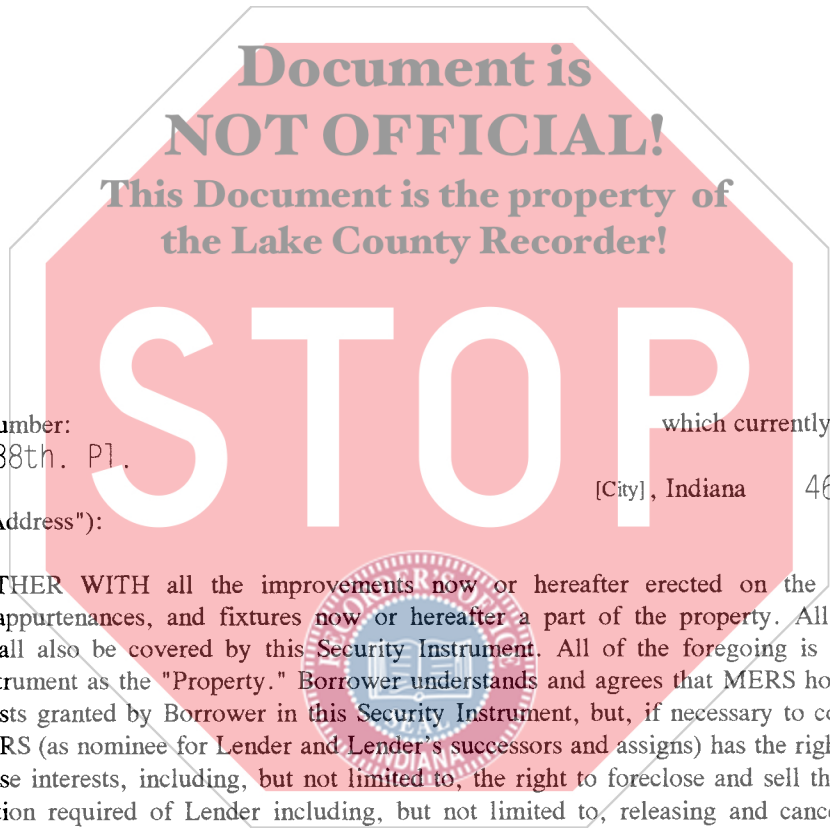 Document is
NOT OFFICIAL!
This Document is the property of
the Lake County Recorder!
STOP
umber: which currently
38th. Pl.
[City], Indiana 46
Address"):
THER WITH all the improvements now or hereafter erected on the
appurtenances, and fixtures now or hereafter a part of the property. All
all also be covered by this Security Instrument. All of the foregoing is
trument as the "Property." Borrower understands and agrees that MERS ho
sts granted by Borrower in this Security Instrument, but, if necessary to co
RS (as nominee for Lender and Lender's successors and assigns) has the righ
se interests, including, but not limited to, the right to foreclose and sell th
tion required of Lender including, but not limited to, releasing and cance
RECORDER'S OFFICE
INDIANA